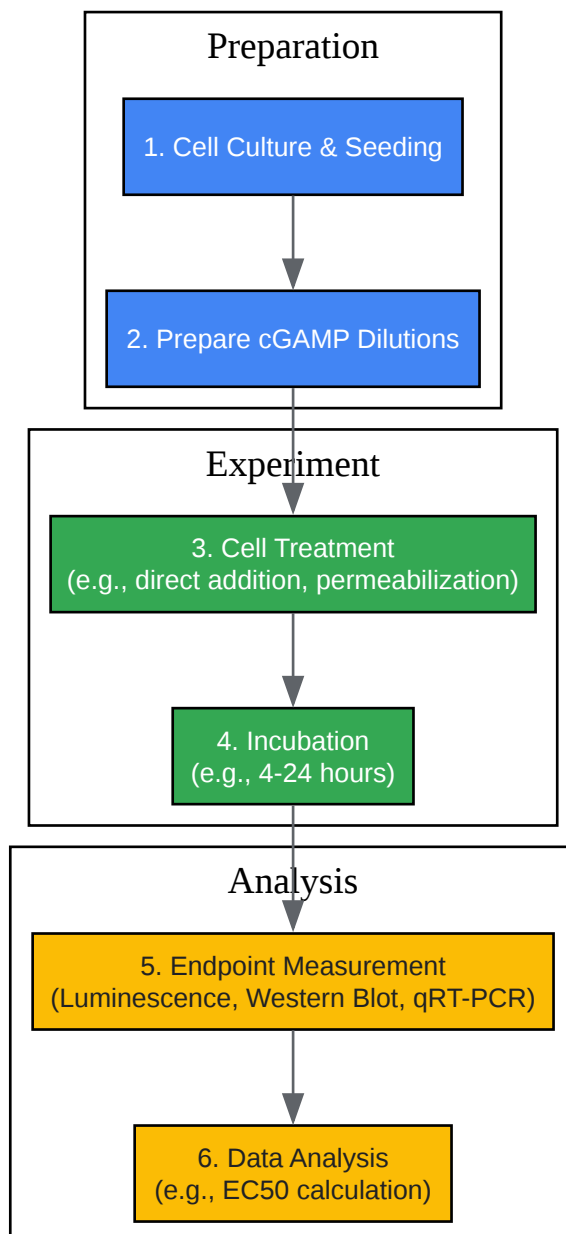 Preparation
1. Cell Culture & Seeding
2. Prepare cGAMP Dilutions
Experiment
3. Cell Treatment
(e.g., direct addition, permeabilization)
4. Incubation
(e.g., 4-24 hours)
Analysis
5. Endpoint Measurement
(Luminescence, Western Blot, qRT-PCR)
6. Data Analysis
(e.g., EC50 calculation)